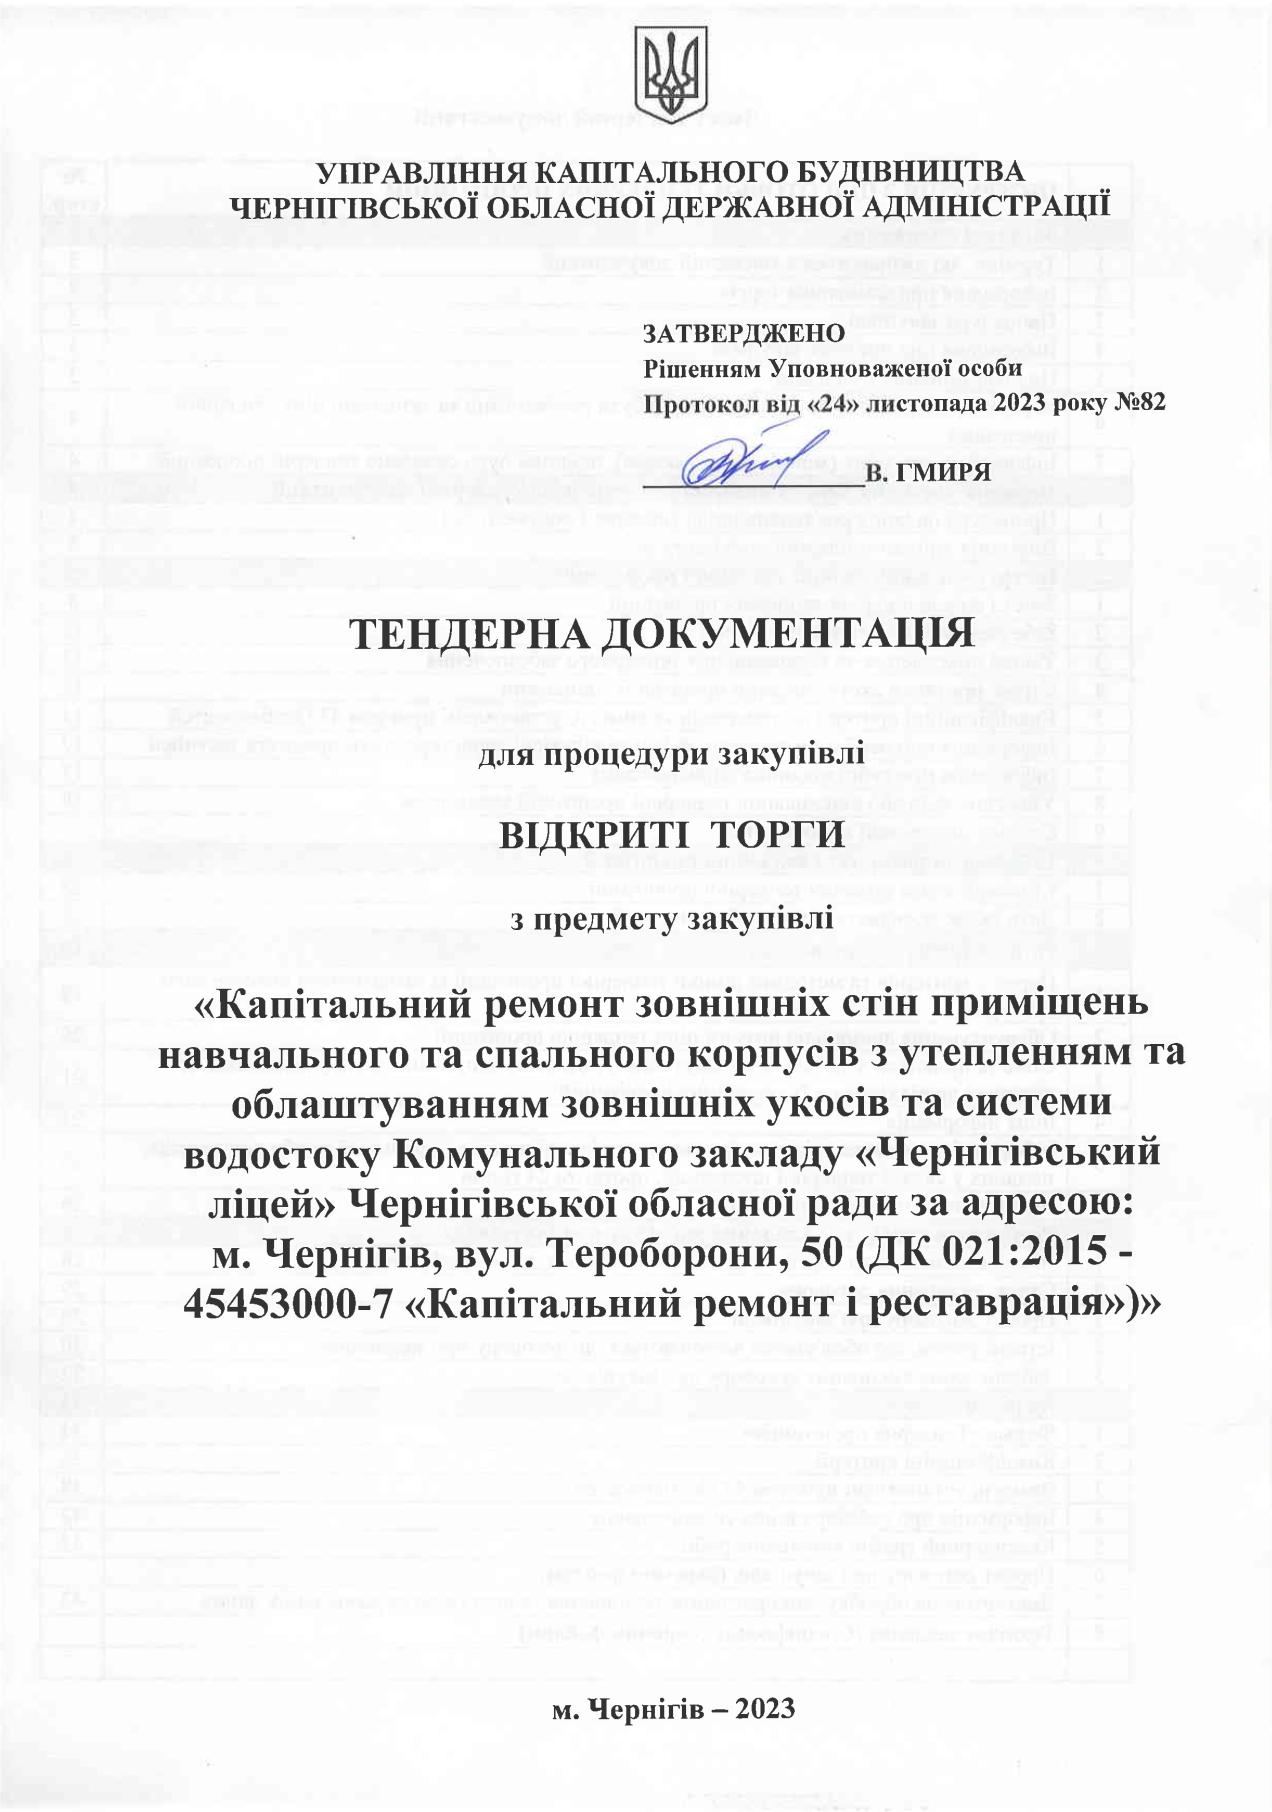 УПРАВЛІННЯ КАПІТАЛЬНОГО БУДІВНИЦТВА
ЧЕРНІГІВСЬКОЇ ОБЛАСНОЇ ДЕРЖАВНОЇ АДМІНІСТРАЦІЇ
ЗАТВЕРДЖЕНО
Рішенням Уповноваженої особи
Протокол від «24» листопада 2023 року №82
В. ГМИРЯ
ТЕНДЕРНА ДОКУМЕНТАЦІЯ
для процедури закупівлі
ВІДКРИТІ ТОРГИ
з предмету закупівлі
«Капітальний ремонт зовнішніх стін приміщень
навчального та спального корпусів з утепленням та
облаштуванням зовнішніх укосів та системи
водостоку Комунального закладу «Чернігівський
ліцей» Чернігівської обласної ради за адресою:
м. Чернігів, вул. Тероборони, 50 (ДК 021:2015 -
45453000-7 «Капітальний ремонт і реставрація»)»
м. Чернігів – 2023